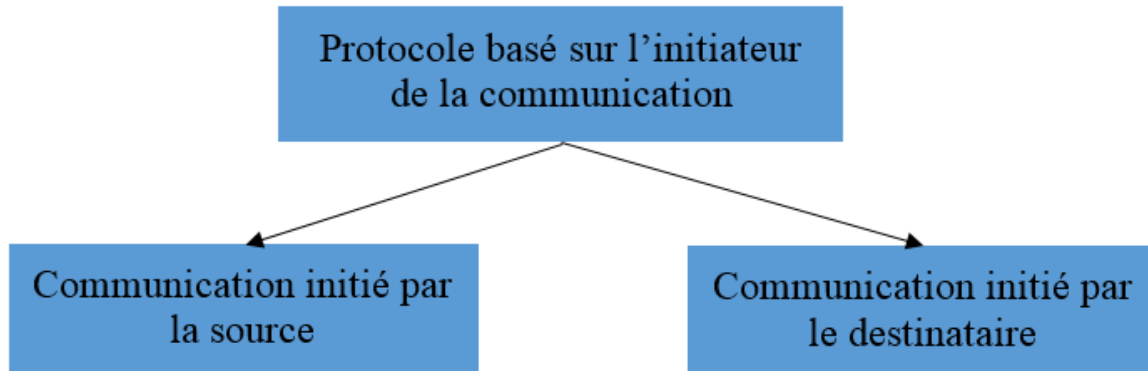 Protocole basé sur l’initiateur
de la communication
Communication initié par
la source
Communication initié par
le destinataire